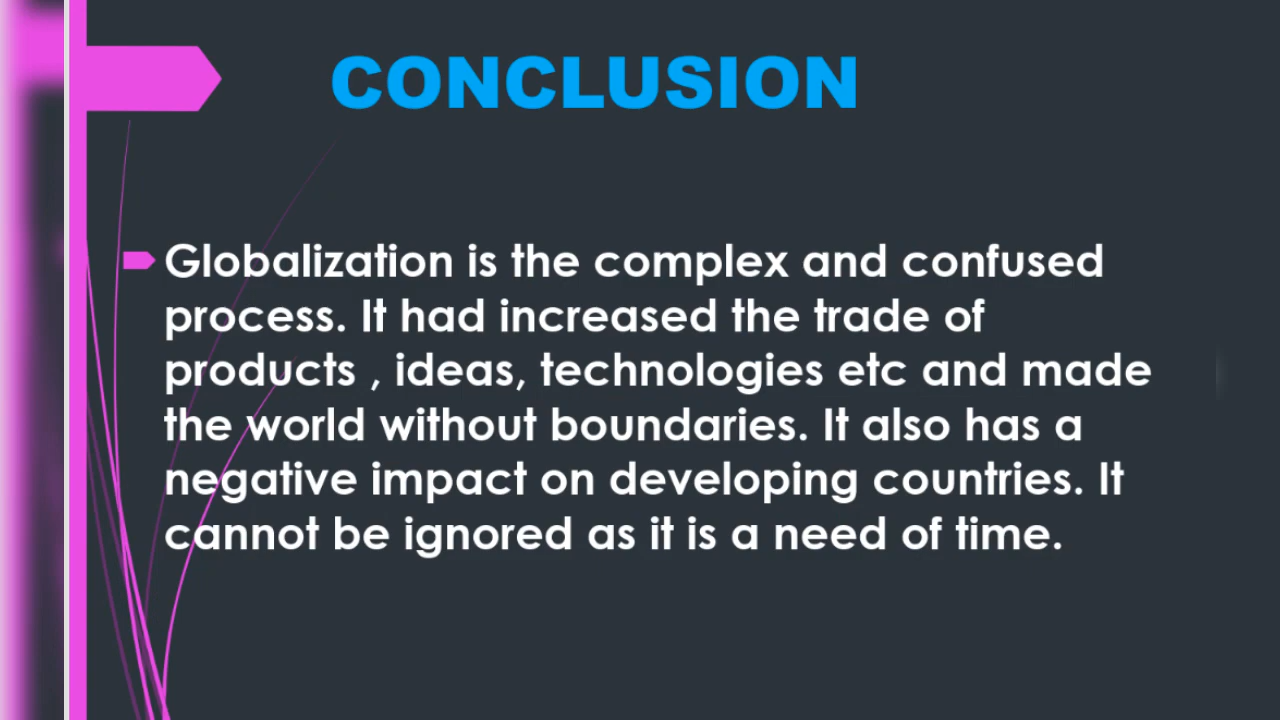 CONCLUSION
Globalization is the complex and confused
process. It had increased the trade of
products , ideas, technologies etc and made
the world without boundaries. It also has a
negative impact on developing countries. It
cannot be ignored as it is a need of time.